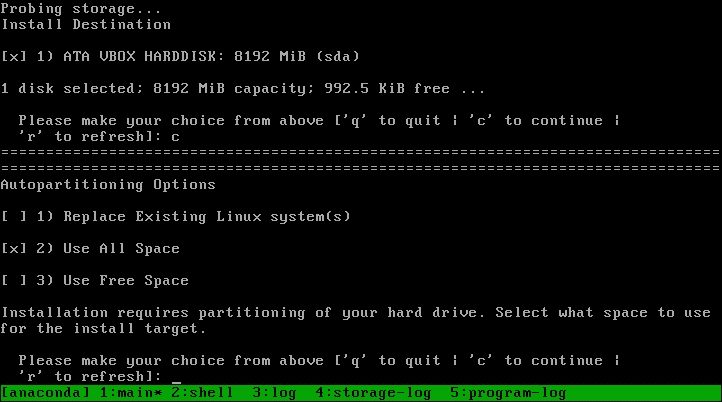 Probing storage...
Install Destination
[x] 1) ATA VBOX HARDDISK: 8192 MiB (sda)
1 disk selected; 8192 MiB capacity; 992.5 KiB free ...
Please make your choice from above ['q' to quit | 'c' to continue |
'r' to refresh]: c
================================================================================
================================================================================
Autopartitioning Options
[ ] 1) Replace Existing Linux system(s)
[x] 2) Use All Space
[ ] 3) Use Free Space
Installation requires partitioning of your hard drive. Select what space to use
for the install target.
Please make your choice from above ['q' to quit | 'c' to continue |
'r' to refresh]: _
[anaconda] 1:main* 2:shell  3:log  4:storage-log  5:program-log